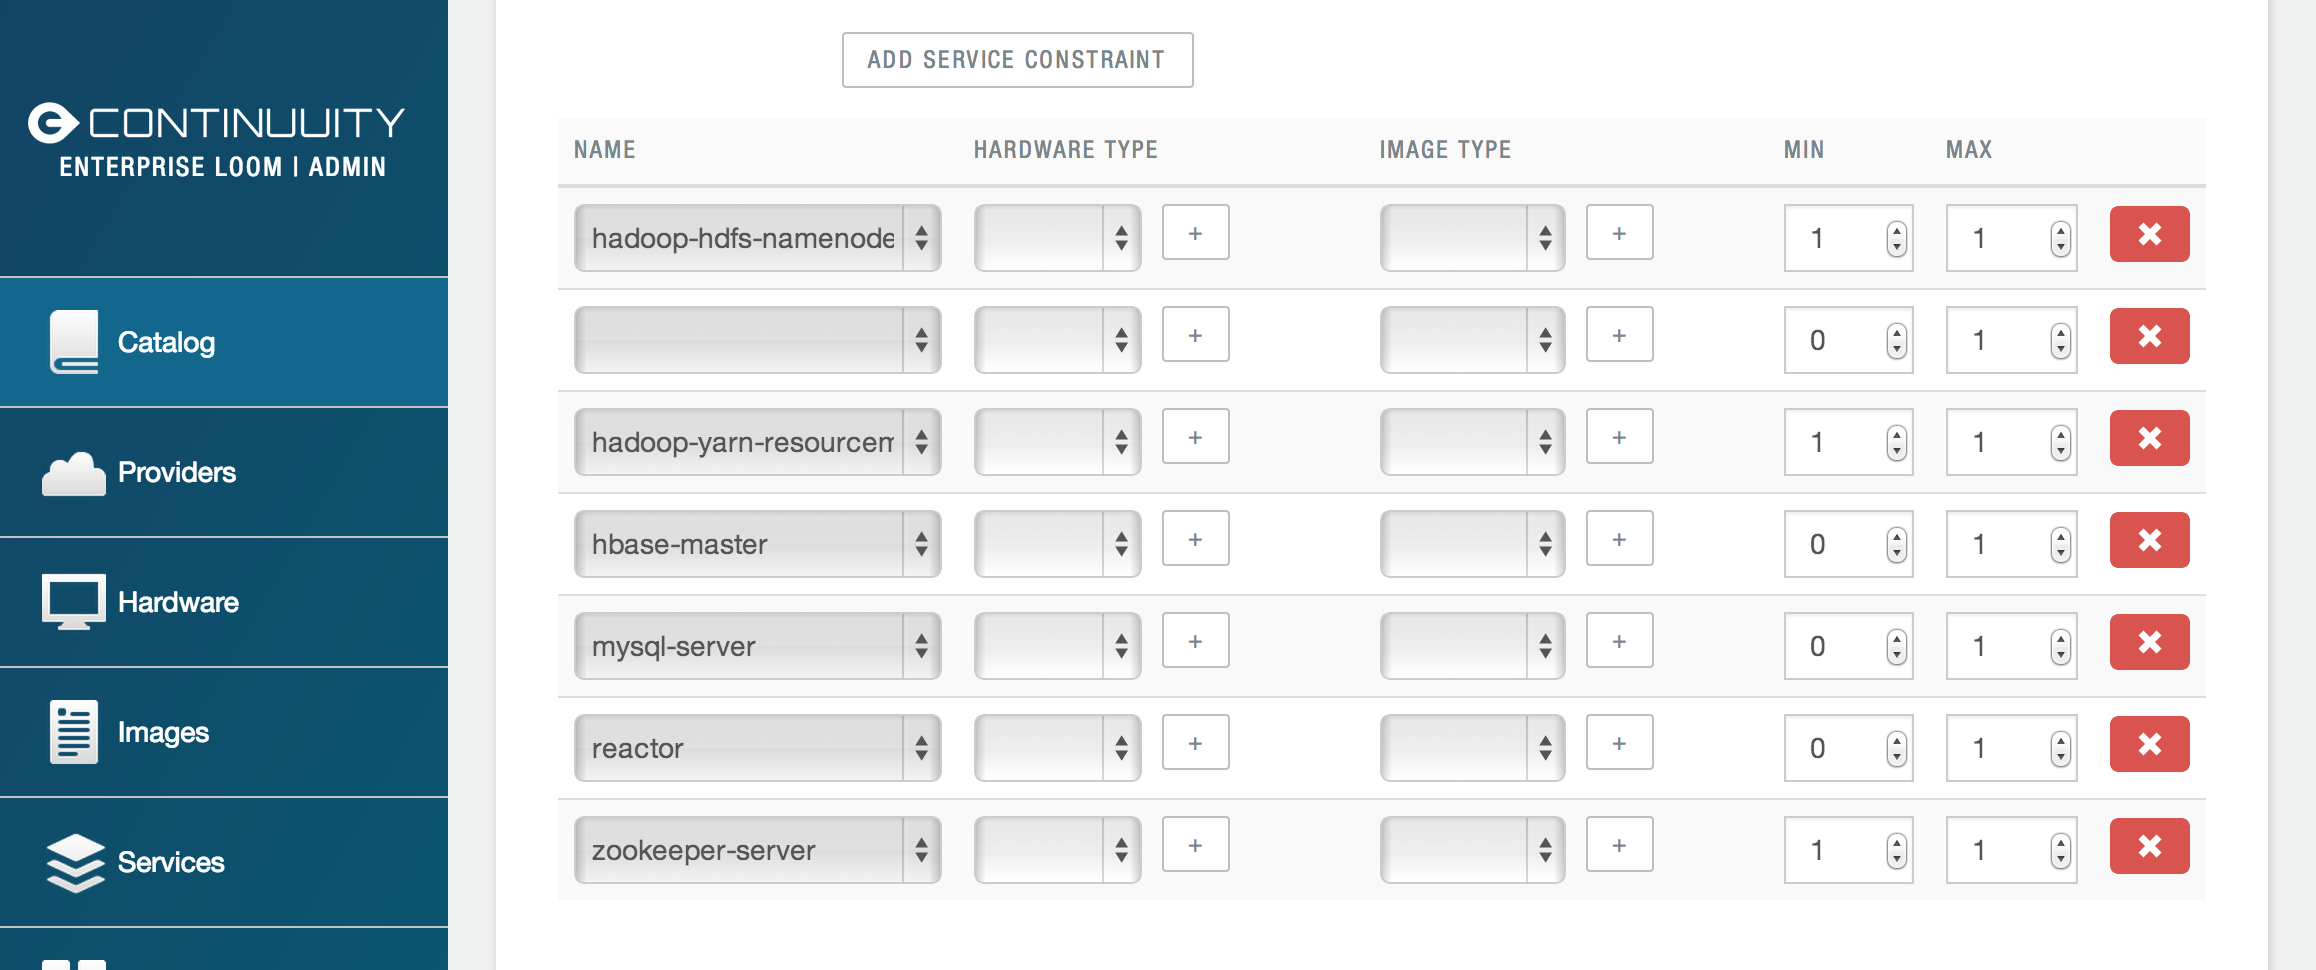 CONTINUUITY
ENTERPRISE LOOM | ADMIN
Catalog
Providers
Hardware
Images
Services
ADD SERVICE CONSTRAINT
NAME HARDWARE TYPE IMAGE TYPE MIN MAX
hadoop-hdfs-namenode + + 1 1
+ + 0 1
hadoop-yarn-resourcem + + 1 1
hbase-master + + 0 1
mysql-server + + 0 1
reactor + + 0 1
zookeeper-server + + 1 1